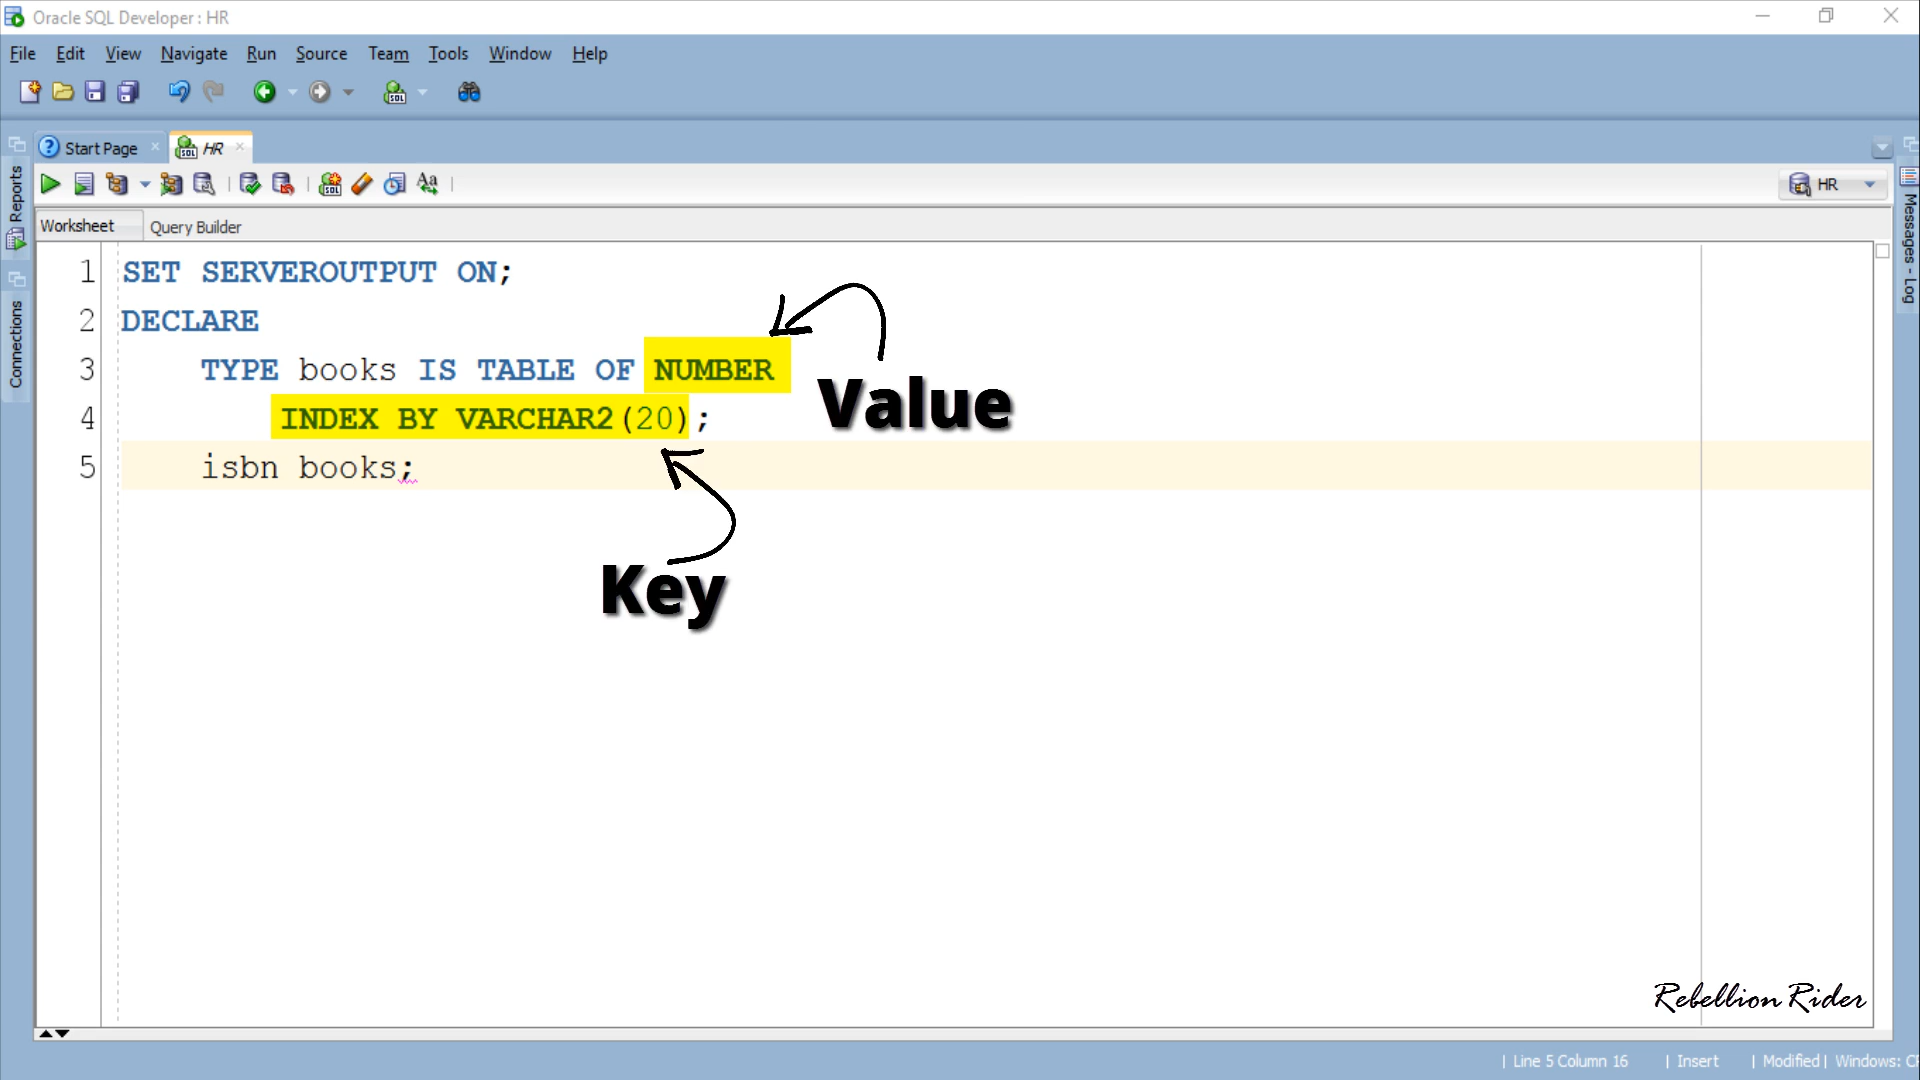 Oracle SQL Developer : HR
File Edit View Navigate Run Source Team Tools Window Help
Start Page HR
HR
Worksheet Query Builder
Reports
Connections
Messages - Log
1 SET SERVEROUTPUT ON;
2 DECLARE
3 TYPE books IS TABLE OF NUMBER
4 INDEX BY VARCHAR2(20);
5 isbn books;
Value
Key
Rebellion Rider
Line 5 Column 16 | Insert | Modified | Windows: